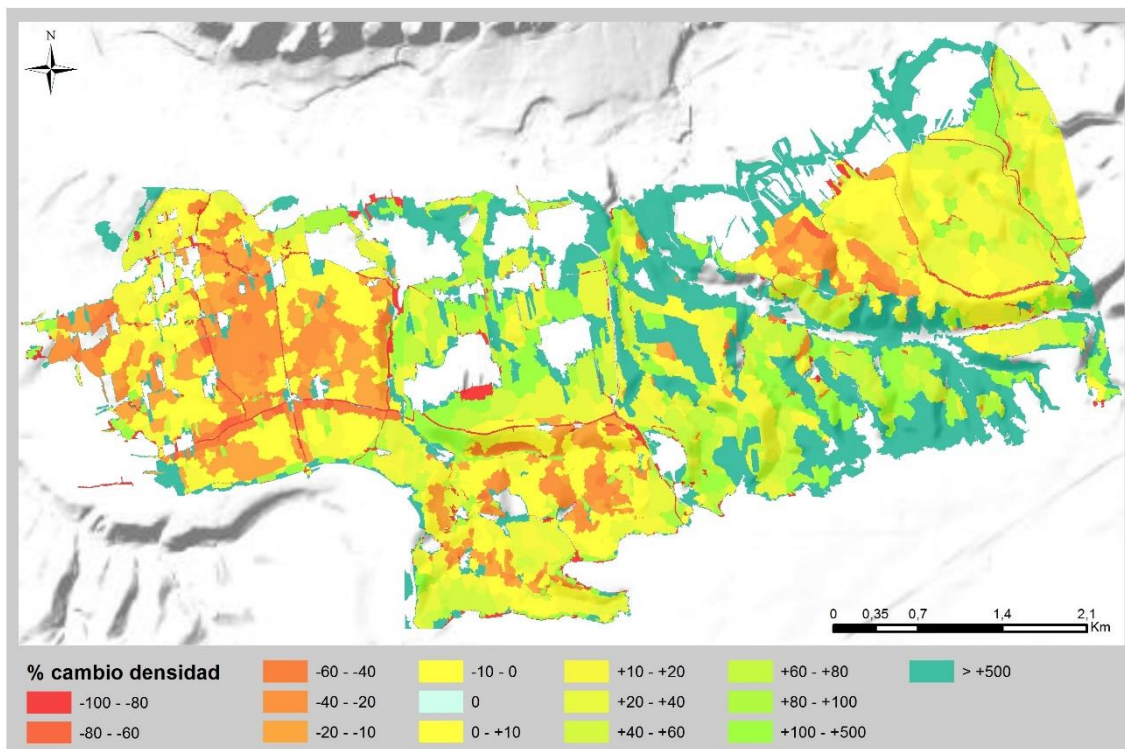 N
0 0,35 0,7 1,4 2,1
Km
% cambio densidad
-100 - -80
-80 - -60
-60 - -40
-40 - -20
-20 - -10
-10 - 0
0
0 - +10
+10 - +20
+20 - +40
+40 - +60
+60 - +80
+80 - +100
+100 - +500
> +500